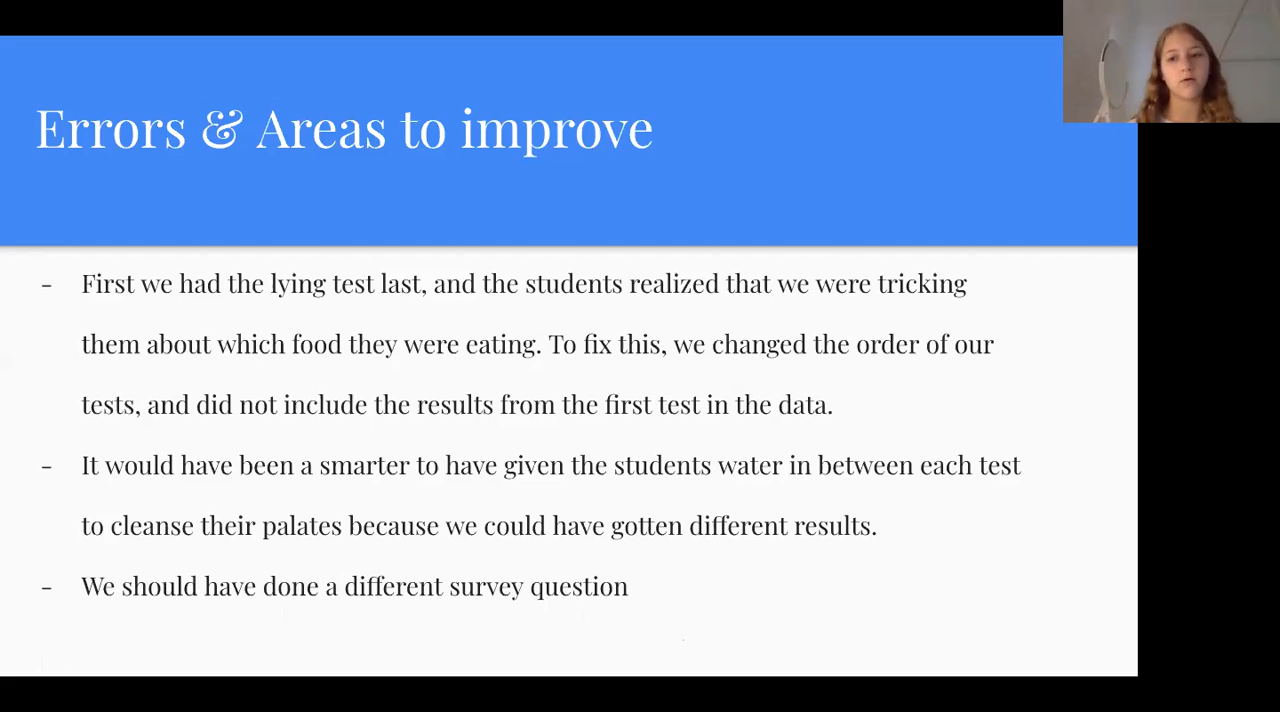 Errors & Areas to improve
- First we had the lying test last, and the students realized that we were tricking
them about which food they were eating. To fix this, we changed the order of our
tests, and did not include the results from the first test in the data.
- It would have been a smarter to have given the students water in between each test
to cleanse their palates because we could have gotten different results.
- We should have done a different survey question